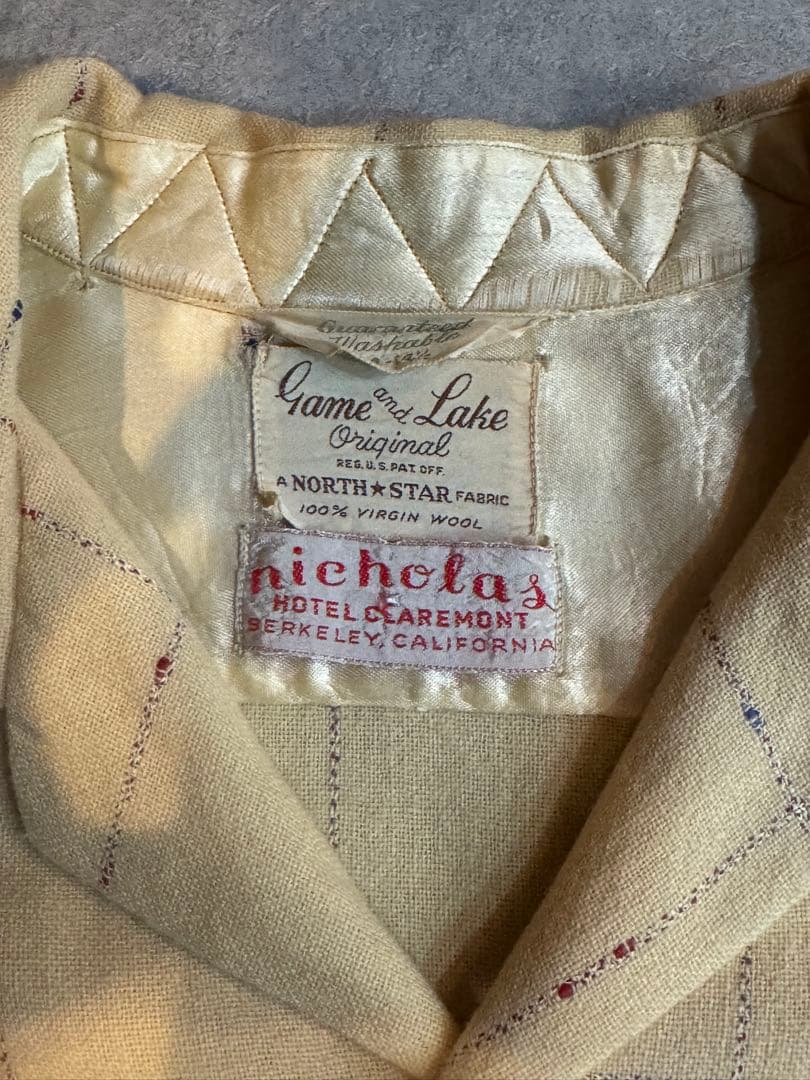 Guaranteed
Washable
Game and Lake
Original
REG. U.S. PAT. OFF.
A NORTH★STAR FABRIC
100% VIRGIN WOOL
nicholas
HOTEL CLAREMONT
BERKELEY, CALIFORNIA